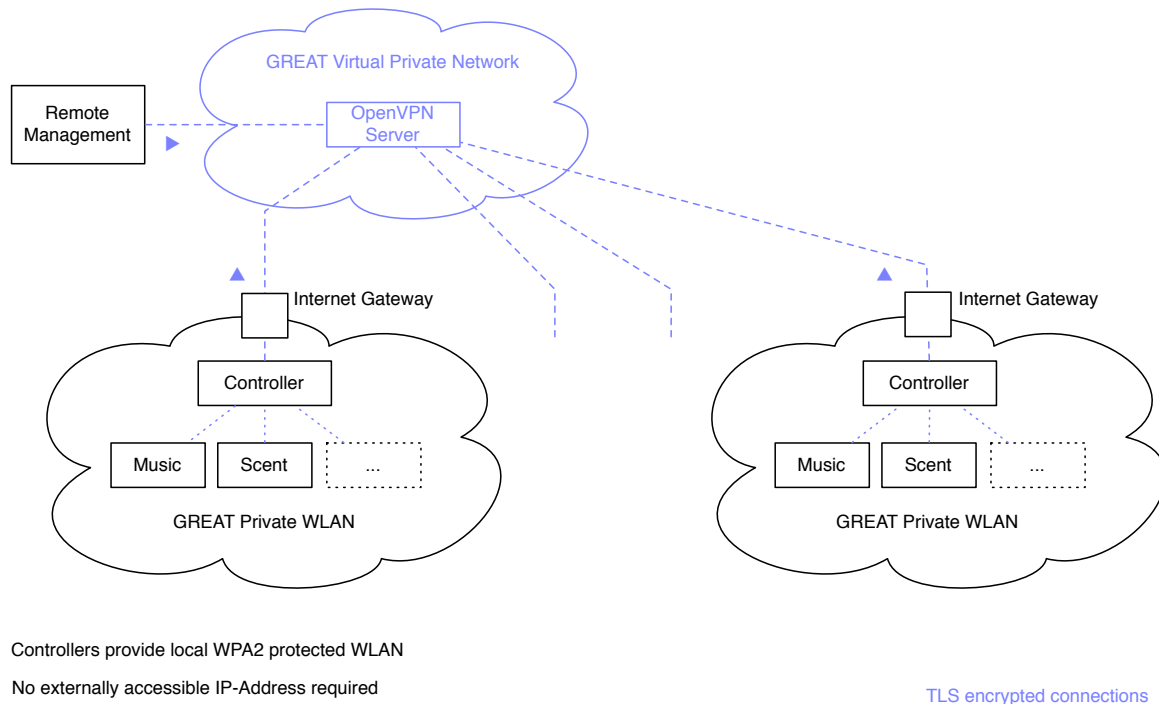 GREAT Virtual Private Network
Remote
Management
OpenVPN
Server
Internet Gateway
Internet Gateway
Controller
Controller
Music
Scent
...
Music
Scent
...
GREAT Private WLAN
GREAT Private WLAN
Controllers provide local WPA2 protected WLAN
No externally accessible IP-Address required
TLS encrypted connections